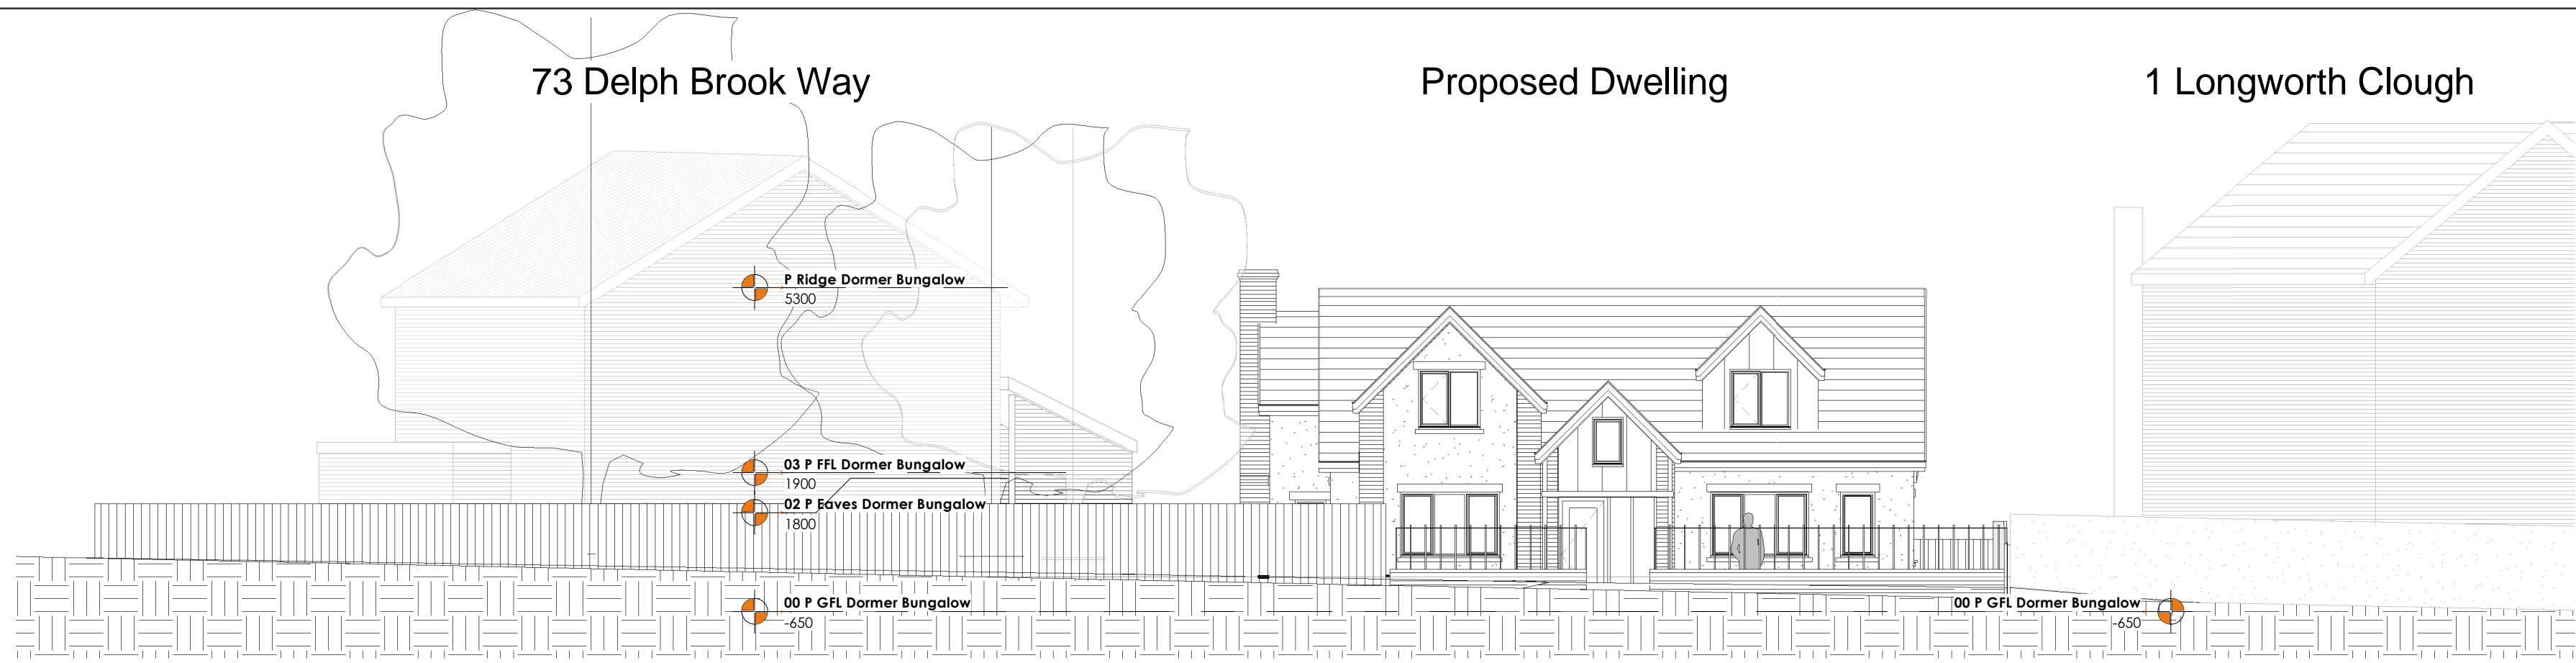 73 Delph Brook Way
Proposed Dwelling
1 Longworth Clough
P Ridge Dormer Bungalow
5300
03 P FFL Dormer Bungalow
1900
02 P Eaves Dormer Bungalow
1800
00 P GFL Dormer Bungalow
-650
00 P GFL Dormer Bungalow
-650